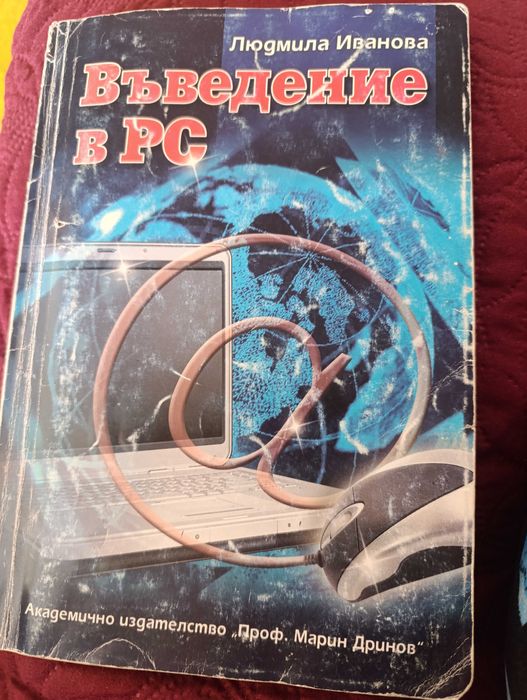 Людмила Иванова
Въведение
в PC
Академично издателство „Проф. Марин Дринов“